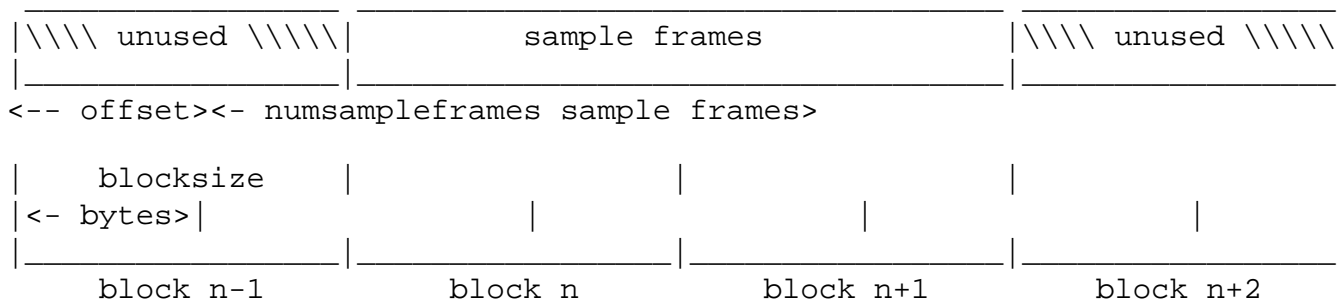 |\\\\ unused \\\\\| sample frames |\\\\ unused \\\\\
<-- offset><- numsampleframes sample frames>
| blocksize | | |
|<- bytes>| | | |
block n-1 block n block n+1 block n+2